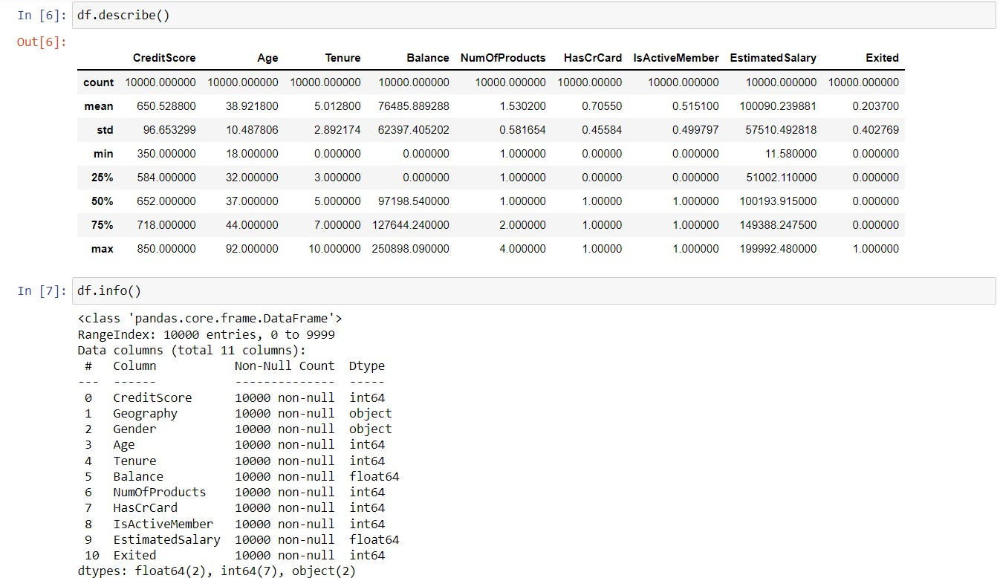 In [6]: df.describe()
Out[6]:
CreditScore Age Tenure Balance NumOfProducts HasCrCard IsActiveMember EstimatedSalary Exited
count 10000.000000 10000.000000 10000.000000 10000.000000 10000.000000 10000.00000 10000.000000 10000.000000 10000.000000
mean 650.528800 38.921800 5.012800 76485.889288 1.530200 0.70550 0.515100 100090.239881 0.203700
std 96.653299 10.487806 2.892174 62397.405202 0.581654 0.45584 0.499797 57510.492818 0.402769
min 350.000000 18.000000 0.000000 0.000000 1.000000 0.00000 0.000000 11.580000 0.000000
25% 584.000000 32.000000 3.000000 0.000000 1.000000 0.00000 0.000000 51002.110000 0.000000
50% 652.000000 37.000000 5.000000 97198.540000 1.000000 1.00000 1.000000 100193.915000 0.000000
75% 718.000000 44.000000 7.000000 127644.240000 2.000000 1.00000 1.000000 149388.247500 0.000000
max 850.000000 92.000000 10.000000 250898.090000 4.000000 1.00000 1.000000 199992.480000 1.000000
In [7]: df.info()
<class 'pandas.core.frame.DataFrame'>
RangeIndex: 10000 entries, 0 to 9999
Data columns (total 11 columns):
# Column Non-Null Count Dtype
--- ------ -------------- -----
0 CreditScore 10000 non-null int64
1 Geography 10000 non-null object
2 Gender 10000 non-null object
3 Age 10000 non-null int64
4 Tenure 10000 non-null int64
5 Balance 10000 non-null float64
6 NumOfProducts 10000 non-null int64
7 HasCrCard 10000 non-null int64
8 IsActiveMember 10000 non-null int64
9 EstimatedSalary 10000 non-null float64
10 Exited 10000 non-null int64
dtypes: float64(2), int64(7), object(2)